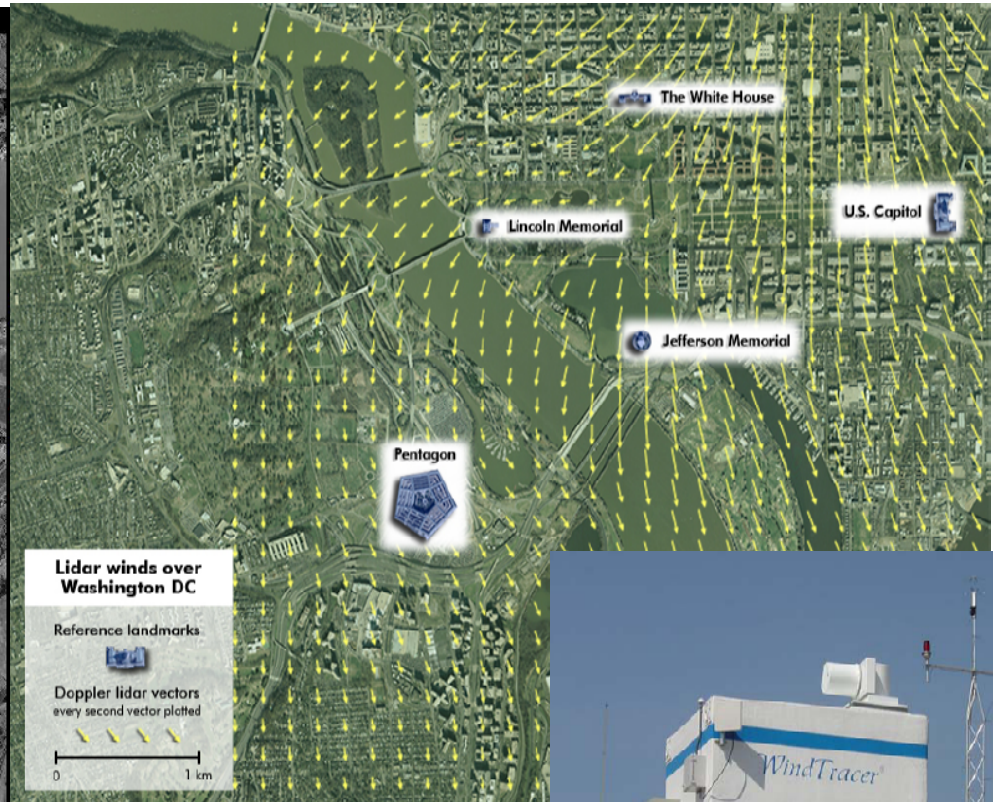 The White House
U.S. Capitol
Lincoln Memorial
Jefferson Memorial
Pentagon
Lidar winds over
Washington DC
Reference landmarks
Doppler lidar vectors
every second vector plotted
0 1 km
WindTracer